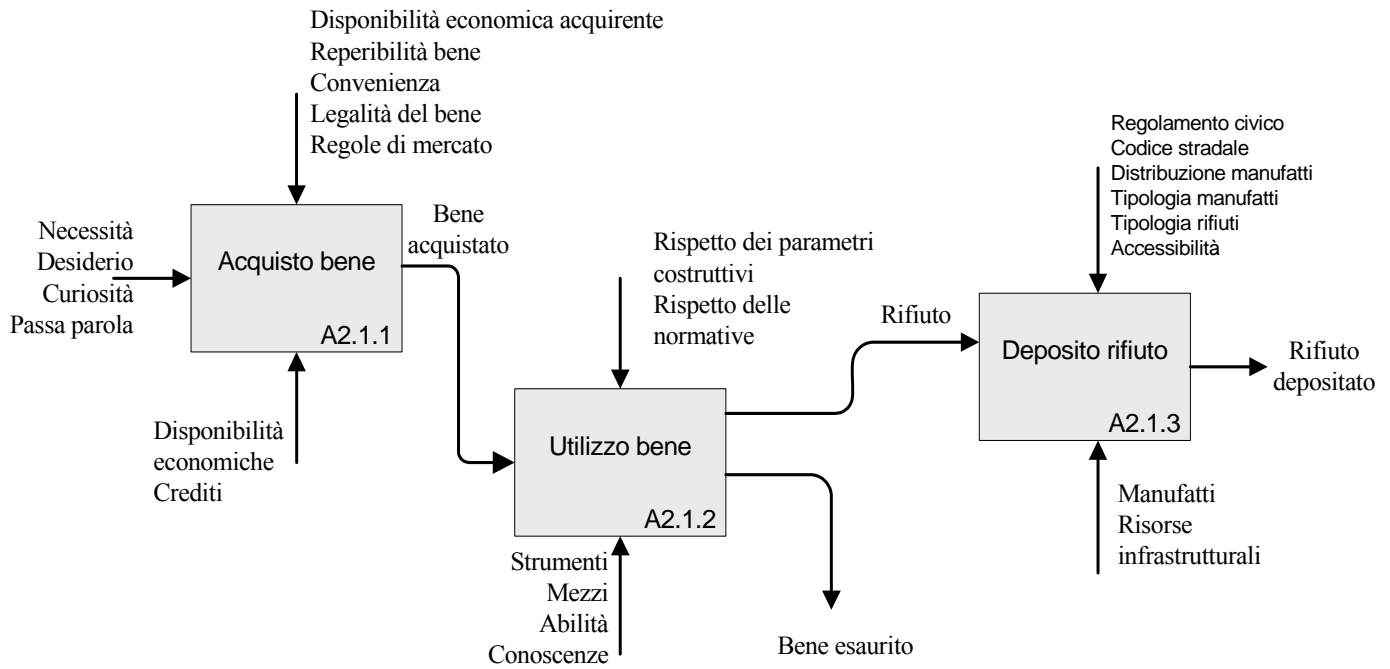 Disponibilità economica acquirente
Reperibilità bene
Convenienza
Legalità del bene
Regole di mercato
Necessità
Desiderio
Curiosità
Passa parola
Acquisto bene
A2.1.1
Disponibilità
economiche
Crediti
Bene
acquistato
Rispetto dei parametri
costruttivi
Rispetto delle
normative
Utilizzo bene
A2.1.2
Strumenti
Mezzi
Abilità
Conoscenze
Rifiuto
Bene esaurito
Regolamento civico
Codice stradale
Distribuzione manufatti
Tipologia manufatti
Tipologia rifiuti
Accessibilità
Deposito rifiuto
A2.1.3
Manufatti
Risorse
infrastrutturali
Rifiuto
depositato